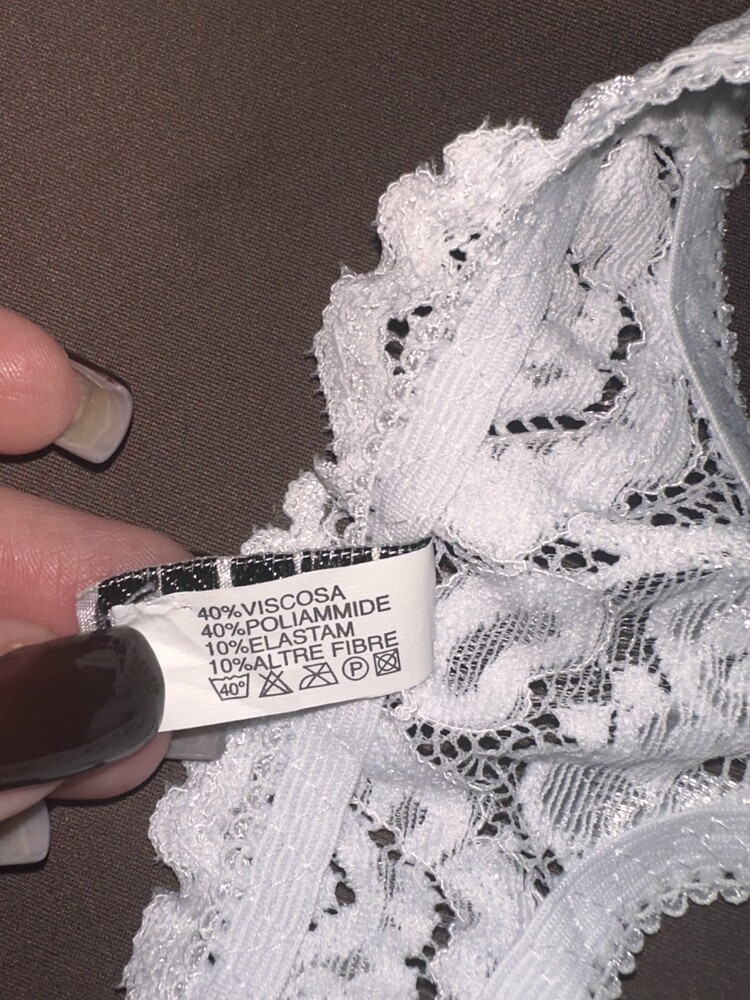 40%VISCOSA
40%POLIAMMIDE
10%ELASTAM
10%ALTRE FIBRE
40° P